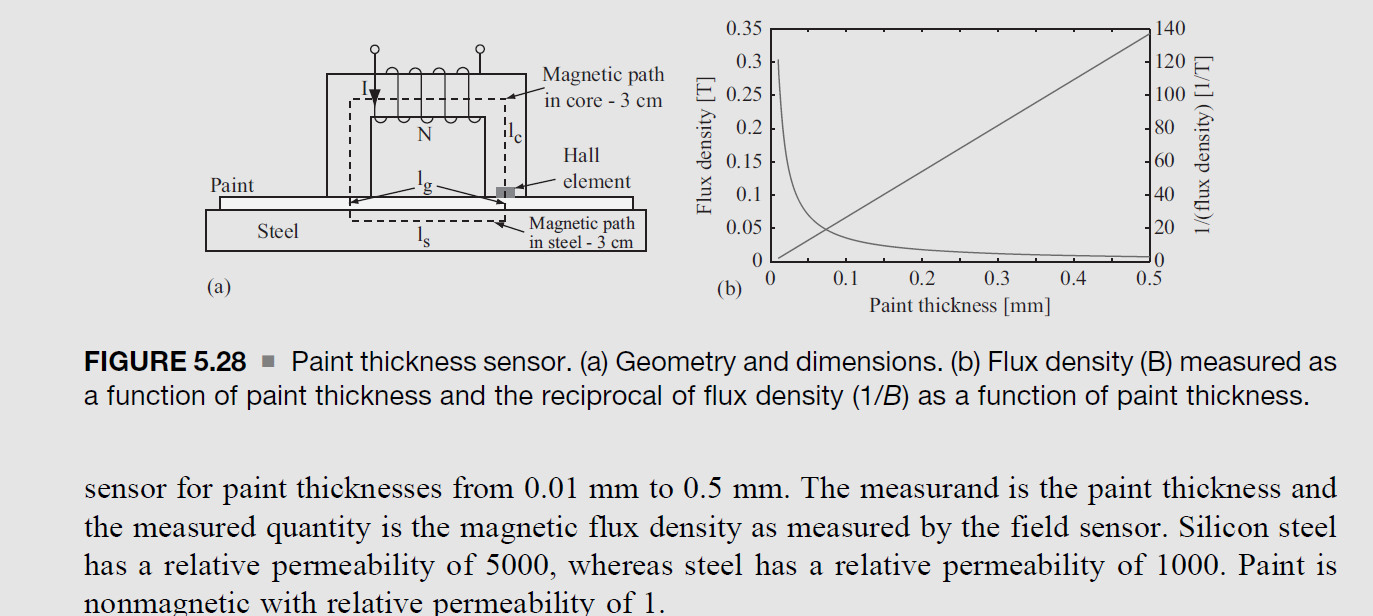 Magnetic path
in core - 3 cm
I
N
lc
Hall
element
Paint
lg
Steel
ls
Magnetic path
in steel - 3 cm
(a)
0.35
0.3
0.25
0.2
0.15
0.1
0.05
0
Flux density [T]
140
120
100
80
60
40
20
0
1/(flux density) [1/T]
0 0.1 0.2 0.3 0.4 0.5
Paint thickness [mm]
(b)
FIGURE 5.28 ■ Paint thickness sensor. (a) Geometry and dimensions. (b) Flux density (B) measured as
a function of paint thickness and the reciprocal of flux density (1/B) as a function of paint thickness.
sensor for paint thicknesses from 0.01 mm to 0.5 mm. The measurand is the paint thickness and
the measured quantity is the magnetic flux density as measured by the field sensor. Silicon steel
has a relative permeability of 5000, whereas steel has a relative permeability of 1000. Paint is
nonmagnetic with relative permeability of 1.